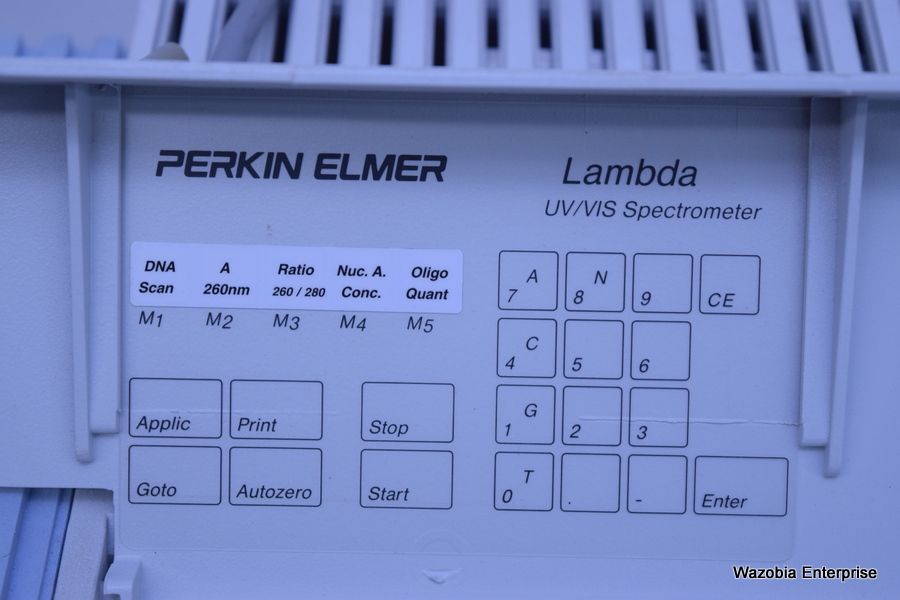 PERKIN ELMER
Lambda
UV/VIS Spectrometer
DNA Scan
A 260nm
Ratio 260 / 280
Nuc. A. Conc.
Oligo Quant
M1 M2 M3 M4 M5
Applic Print Stop
Goto Autozero Start
A 7 N 8 9 CE
C 4 5 6
G 1 2 3
T 0 . - Enter
Wazobia Enterprise